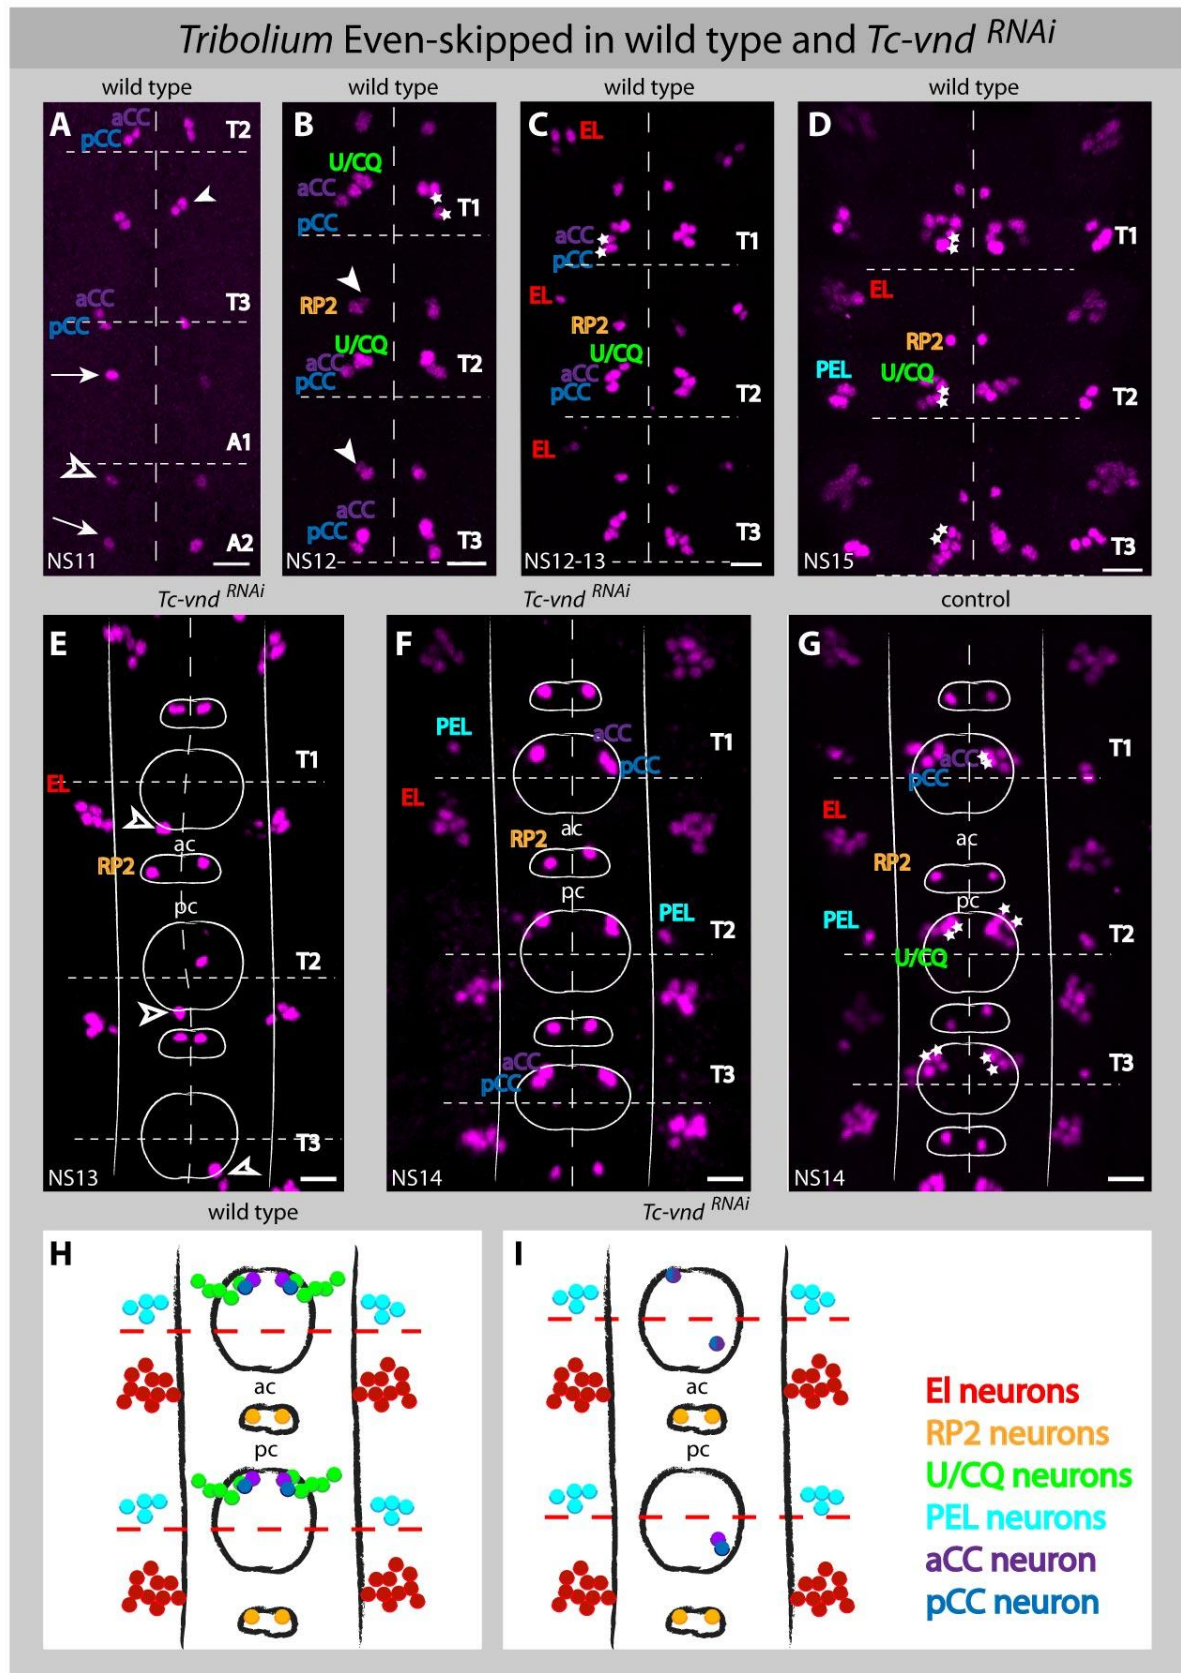 Tribolium Even-skipped in wild type and Tc-vnd RNAi
wild type
wild type
wild type
wild type
A
aCC
pCC
T2
aCC
pCC
T3
A1
A2
NS11
B
U/CQ
aCC
pCC
T1
RP2
U/CQ
aCC
pCC
T2
aCC
pCC
T3
NS12
C
EL
aCC
pCC
T1
EL
RP2
U/CQ
aCC
pCC
T2
EL
T3
NS12-13
D
T1
EL
RP2
PEL
U/CQ
T2
T3
NS15
Tc-vnd RNAi
Tc-vnd RNAi
control
E
T1
EL
ac
RP2
pc
T2
T3
NS13
F
PEL
aCC
pCC
T1
EL
ac
RP2
pc
PEL
T2
aCC
pCC
T3
NS14
G
aCC
pCC
T1
EL
ac
RP2
pc
PEL
T2
U/CQ
T3
NS14
wild type
Tc-vnd RNAi
H
ac
pc
I
ac
pc
El neurons
RP2 neurons
U/CQ neurons
PEL neurons
aCC neuron
pCC neuron